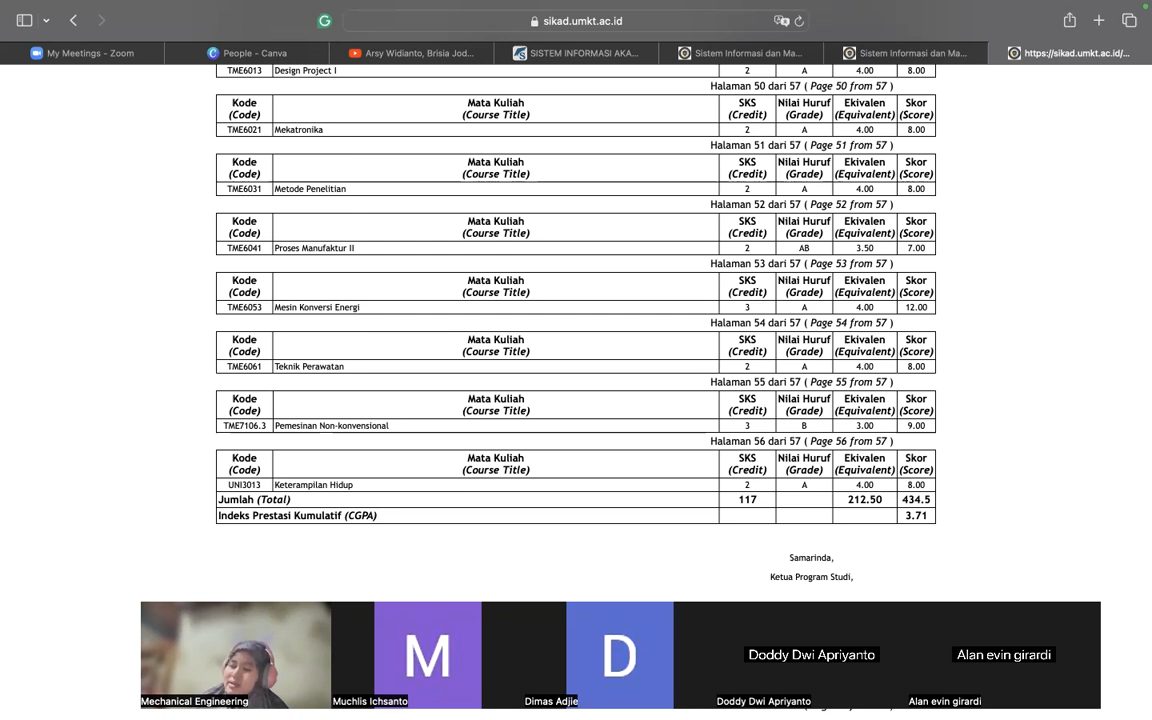 sikad.umkt.ac.id
My Meetings - Zoom
People - Canva
Arsy Widianto, Brisia Jod...
SISTEM INFORMASI AKA...
Sistem Informasi dan Ma...
Sistem Informasi dan Ma...
https://sikad.umkt.ac.id/...
TME6013 Design Project I 2 A 4.00 8.00
Halaman 50 dari 57 ( Page 50 from 57 )
Kode Mata Kuliah SKS Nilai Huruf Ekivalen Skor
(Code) (Course Title) (Credit) (Grade) (Equivalent) (Score)
TME6021 Mekatronika 2 A 4.00 8.00
Halaman 51 dari 57 ( Page 51 from 57 )
Kode Mata Kuliah SKS Nilai Huruf Ekivalen Skor
(Code) (Course Title) (Credit) (Grade) (Equivalent) (Score)
TME6031 Metode Penelitian 2 A 4.00 8.00
Halaman 52 dari 57 ( Page 52 from 57 )
Kode Mata Kuliah SKS Nilai Huruf Ekivalen Skor
(Code) (Course Title) (Credit) (Grade) (Equivalent) (Score)
TME6041 Proses Manufaktur II 2 AB 3.50 7.00
Halaman 53 dari 57 ( Page 53 from 57 )
Kode Mata Kuliah SKS Nilai Huruf Ekivalen Skor
(Code) (Course Title) (Credit) (Grade) (Equivalent) (Score)
TME6053 Mesin Konversi Energi 3 A 4.00 12.00
Halaman 54 dari 57 ( Page 54 from 57 )
Kode Mata Kuliah SKS Nilai Huruf Ekivalen Skor
(Code) (Course Title) (Credit) (Grade) (Equivalent) (Score)
TME6061 Teknik Perawatan 2 A 4.00 8.00
Halaman 55 dari 57 ( Page 55 from 57 )
Kode Mata Kuliah SKS Nilai Huruf Ekivalen Skor
(Code) (Course Title) (Credit) (Grade) (Equivalent) (Score)
TME7106.3 Pemesinan Non-konvensional 3 B 3.00 9.00
Halaman 56 dari 57 ( Page 56 from 57 )
Kode Mata Kuliah SKS Nilai Huruf Ekivalen Skor
(Code) (Course Title) (Credit) (Grade) (Equivalent) (Score)
UNI3013 Keterampilan Hidup 2 A 4.00 8.00
Jumlah (Total) 117 212.50 434.5
Indeks Prestasi Kumulatif (CGPA) 3.71
Samarinda,
Ketua Program Studi,
M
D
Doddy Dwi Apriyanto
Alan evin girardi
Mechanical Engineering
Muchlis Ichsanto
Dimas Adjie
Doddy Dwi Apriyanto
Alan evin girardi